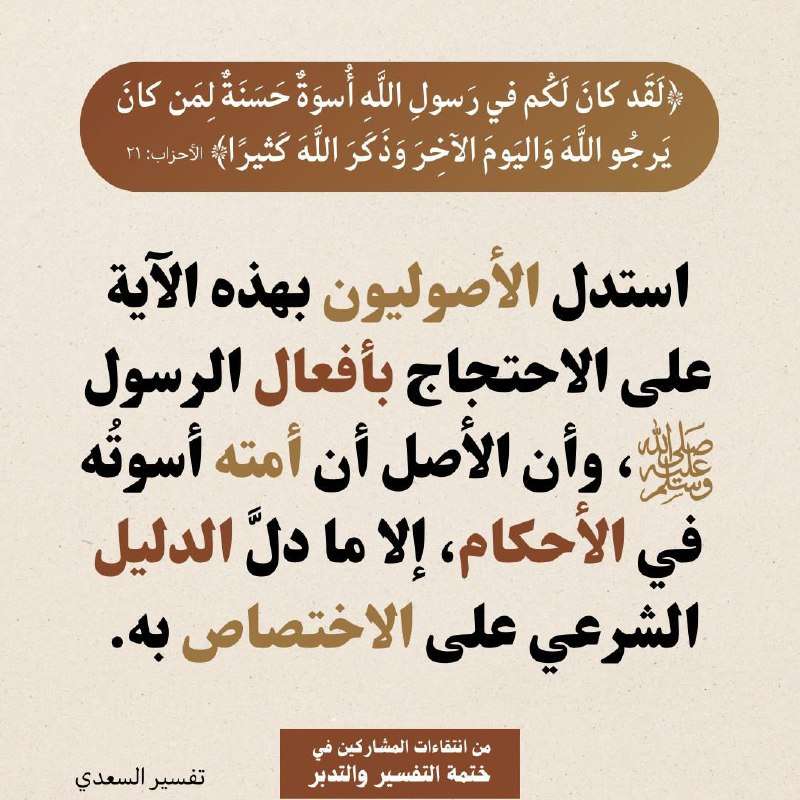 ﴿لَقَد كانَ لَكُم في رَسولِ اللَّهِ أُسوَةٌ حَسَنَةٌ لِمَن كانَ
يَرجُو اللَّهَ وَاليَومَ الآخِرَ وَذَكَرَ اللَّهَ كَثيرًا﴾ الأحزاب: ٢١
استدل الأصوليون بهذه الآية
على الاحتجاج بأفعال الرسول
ﷺ، وأن الأصل أن أمته أسوتُه
في الأحكام، إلا ما دلَّ الدليل
الشرعي على الاختصاص به.
من انتقاءات المشاركين في
ختمة التفسير والتدبر
تفسير السعدي